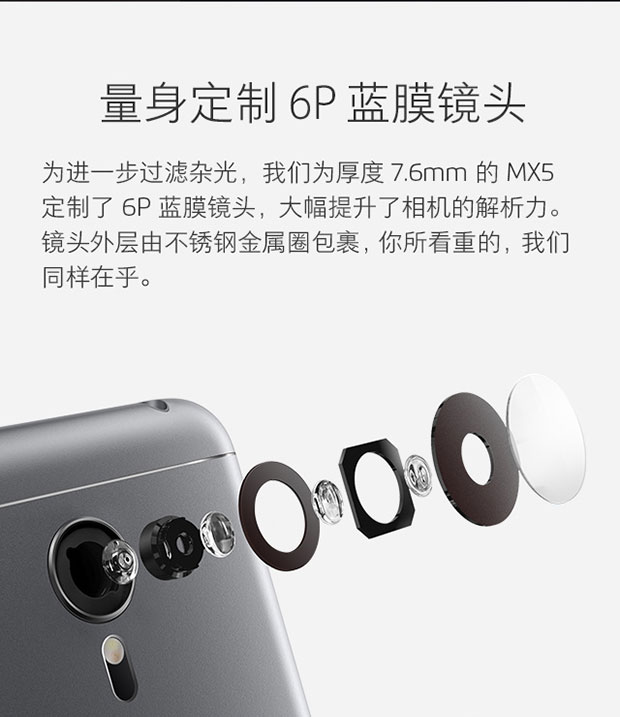 量身定制 6P 蓝膜镜头
为进一步过滤杂光，我们为厚度 7.6mm 的 MX5
定制了 6P 蓝膜镜头，大幅提升了相机的解析力。
镜头外层由不锈钢金属圈包裹，你所看重的，我们
同样在乎。